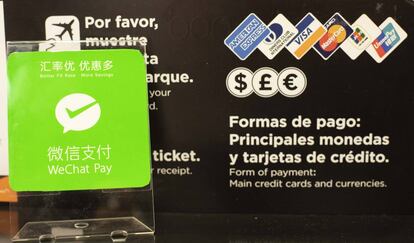 Por favor,
muestre
arque.
your
ticket.
receipt.
汇率优 优惠多
Better FX Rate · More Savings
微信支付
WeChat Pay
AMERICAN EXPRESS
VISA
MasterCard
JCB
UnionPay
$ £ €
Formas de pago:
Principales monedas
y tarjetas de crédito.
Form of payment:
Main credit cards and currencies.